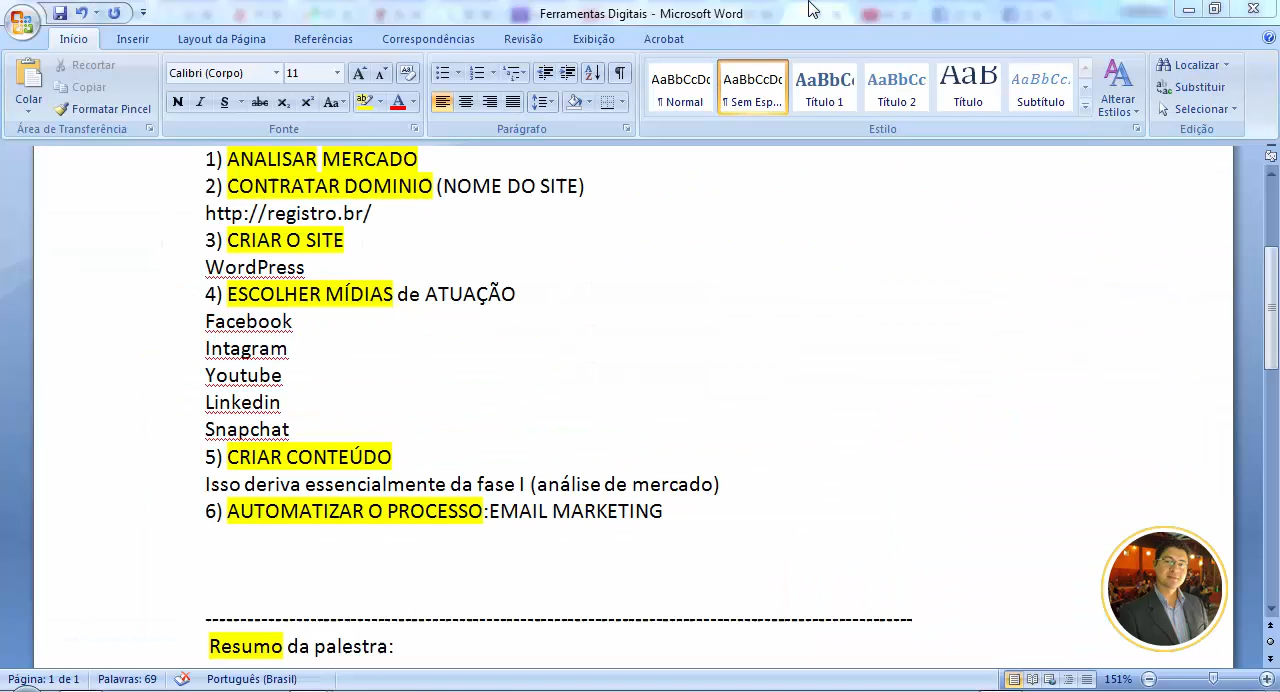 Ferramentas Digitais - Microsoft Word
Início Inserir Layout da Página Referências Correspondências Revisão Exibição Acrobat
Colar
Recortar
Copiar
Formatar Pincel
Área de Transferência
Calibri (Corpo) 11
N I S abc x₂ x² Aa
Fonte
Parágrafo
AaBbCcDc AaBbCcDc AaBbCc AaBbCc AaB AaBbCc.
¶ Normal ¶ Sem Esp... Título 1 Título 2 Título Subtítulo
Alterar Estilos
Estilo
Localizar
Substituir
Selecionar
Edição
1) ANALISAR MERCADO
2) CONTRATAR DOMINIO (NOME DO SITE)
http://registro.br/
3) CRIAR O SITE
WordPress
4) ESCOLHER MÍDIAS de ATUAÇÃO
Facebook
Intagram
Youtube
Linkedin
Snapchat
5) CRIAR CONTEÚDO
Isso deriva essencialmente da fase I (análise de mercado)
6) AUTOMATIZAR O PROCESSO:EMAIL MARKETING
Resumo da palestra:
Página: 1 de 1 Palavras: 69 Português (Brasil) 151%